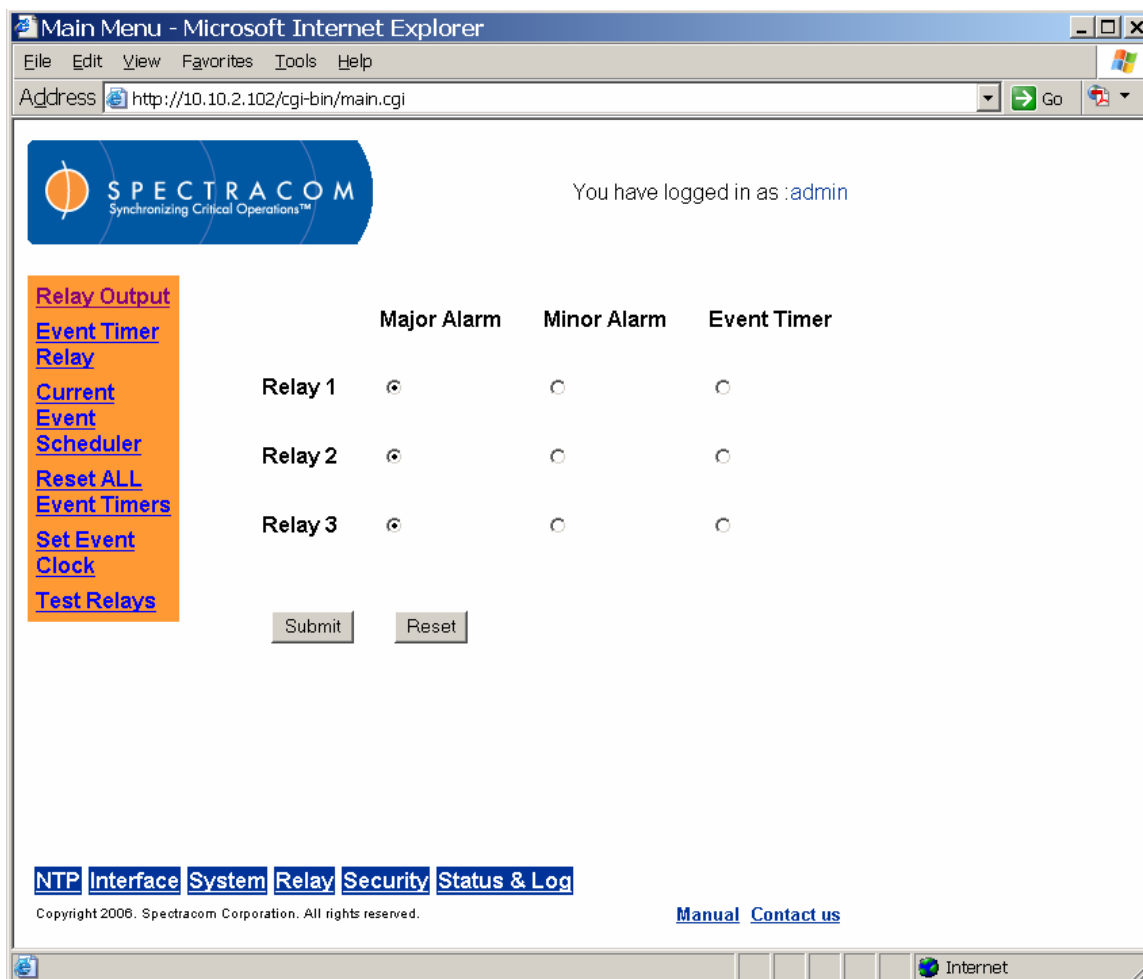 Main Menu - Microsoft Internet Explorer
File Edit View Favorites Tools Help
Address http://10.10.2.102/cgi-bin/main.cgi Go
SPECTRACOM
Synchronizing Critical Operations™
You have logged in as :admin
Relay Output
Event Timer
Relay
Current
Event
Scheduler
Reset ALL
Event Timers
Set Event
Clock
Test Relays
Major Alarm Minor Alarm Event Timer
Relay 1
Relay 2
Relay 3
Submit Reset
NTP Interface System Relay Security Status & Log
Copyright 2006. Spectracom Corporation. All rights reserved.
Manual Contact us
Internet